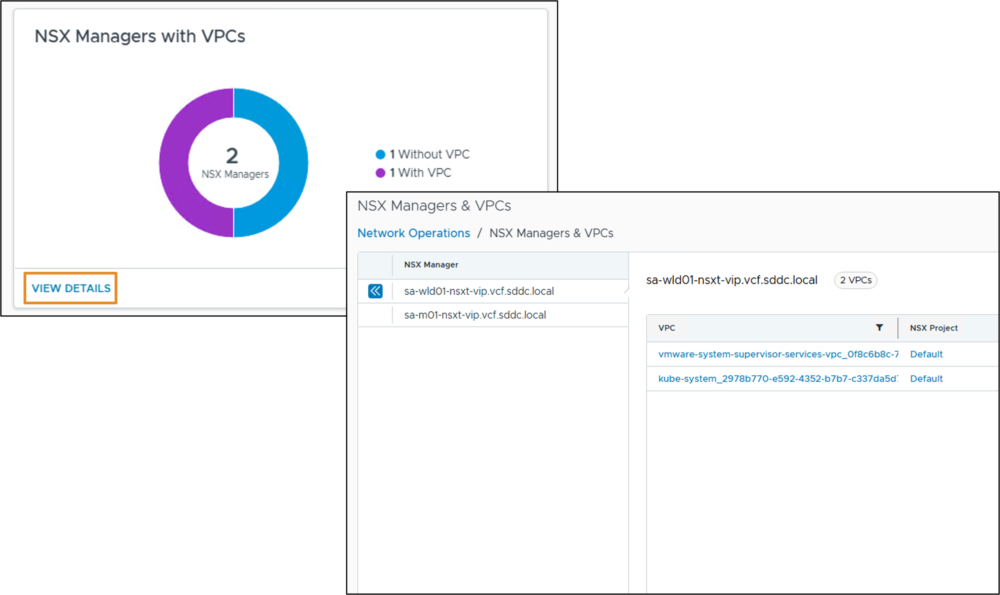 NSX Managers with VPCs
2
NSX Managers
1 Without VPC
1 With VPC
VIEW DETAILS
NSX Managers & VPCs
Network Operations / NSX Managers & VPCs
NSX Manager
sa-wld01-nsxt-vip.vcf.sddc.local
sa-m01-nsxt-vip.vcf.sddc.local
sa-wld01-nsxt-vip.vcf.sddc.local 2 VPCs
VPC NSX Project
vmware-system-supervisor-services-vpc_0f8c6b8c-7 Default
kube-system_2978b770-e592-4352-b7b7-c337da5d Default